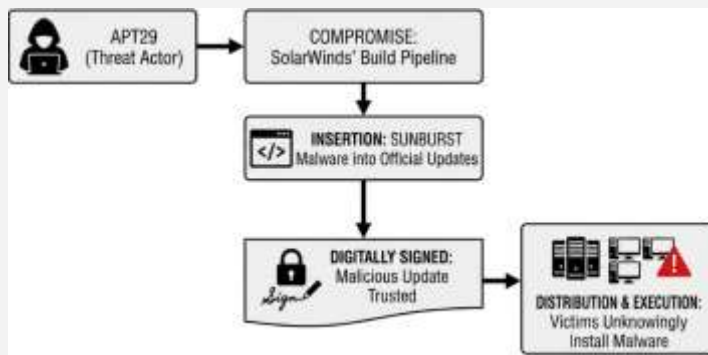 APT29
(Threat Actor)
COMPROMISE:
SolarWinds' Build Pipeline
</>
INSERTION: SUNBURST
Malware into Official Updates
Sign
DIGITALLY SIGNED:
Malicious Update
Trusted
!
DISTRIBUTION & EXECUTION:
Victims Unknowingly
Install Malware